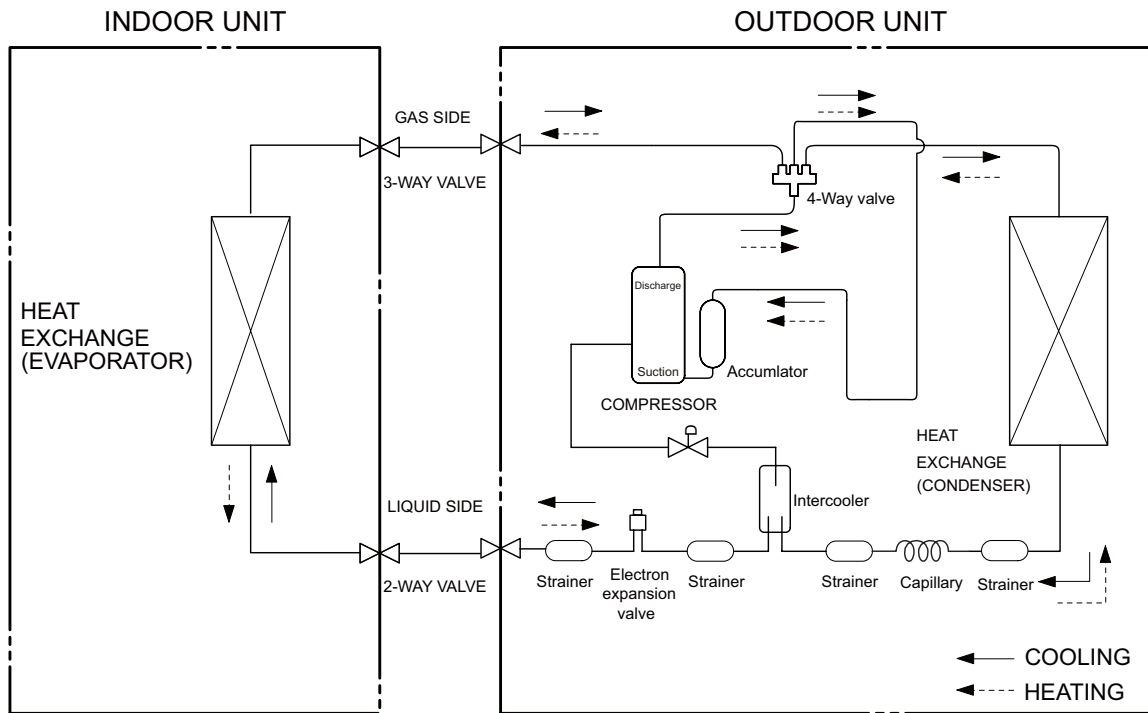 INDOOR UNIT
OUTDOOR UNIT
GAS SIDE
3-WAY VALVE
4-Way valve
Discharge
Suction
Accumlator
COMPRESSOR
HEAT
EXCHANGE
(EVAPORATOR)
HEAT
EXCHANGE
(CONDENSER)
Intercooler
LIQUID SIDE
2-WAY VALVE
Strainer
Electron
expansion
valve
Strainer
Strainer
Capillary
Strainer
COOLING
HEATING